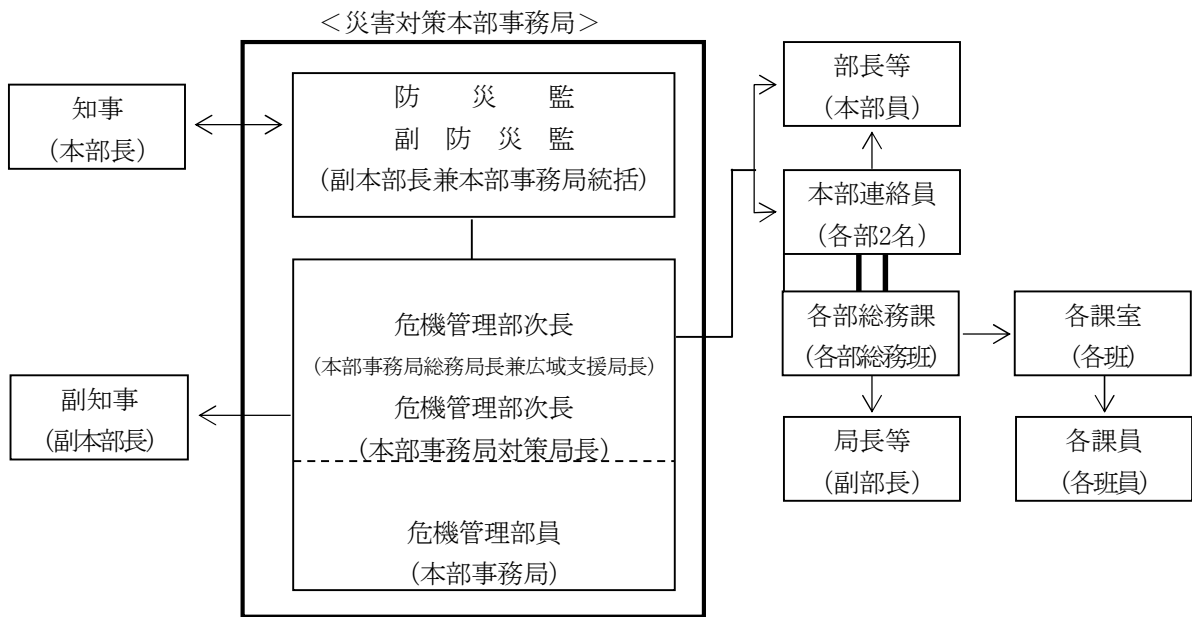 ＜災害対策本部事務局＞
知事
（本部長）
防　災　監
副　防　災　監
（副本部長兼本部事務局統括）
危機管理部次長
（本部事務局総務局長兼広域支援局長）
危機管理部次長
（本部事務局対策局長）
危機管理部員
（本部事務局）
副知事
（副本部長）
部長等
（本部員）
本部連絡員
（各部2名）
各部総務課
（各部総務班）
各課室
（各班）
局長等
（副部長）
各課員
（各班員）